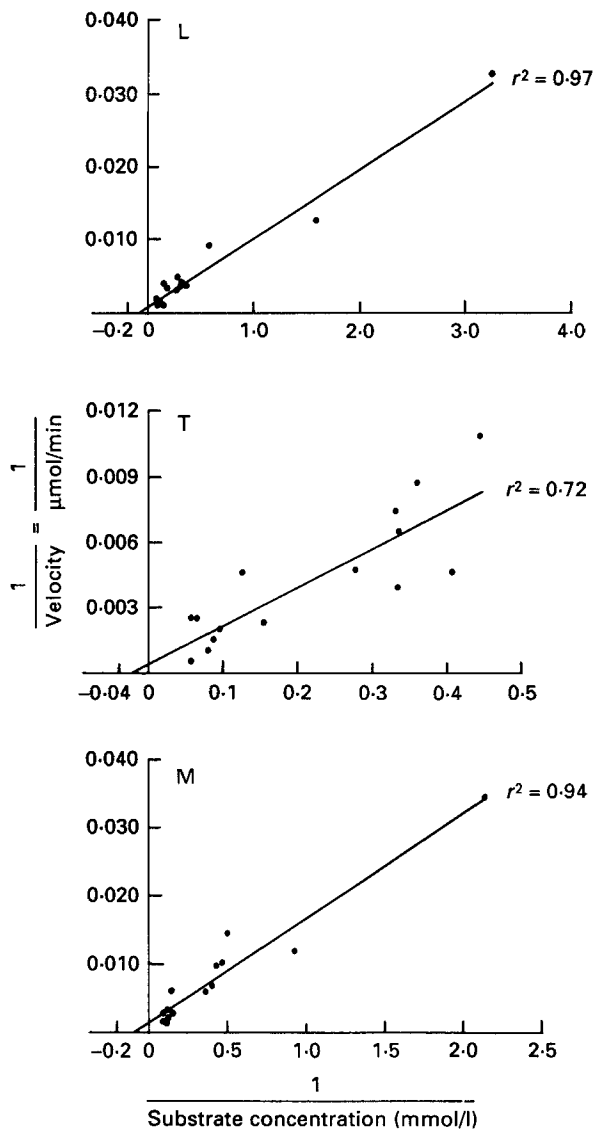 0·040
L
r² = 0·97
0·030
0·020
0·010
−0·2 0 1·0 2·0 3·0 4·0
0·012
T
0·009
r² = 0·72
0·006
0·003
−0·04 0 0·1 0·2 0·3 0·4 0·5
1 / Velocity = 1 / μmol/min
0·040
M
r² = 0·94
0·030
0·020
0·010
−0·2 0 0·5 1·0 1·5 2·0 2·5
1
Substrate concentration (mmol/l)